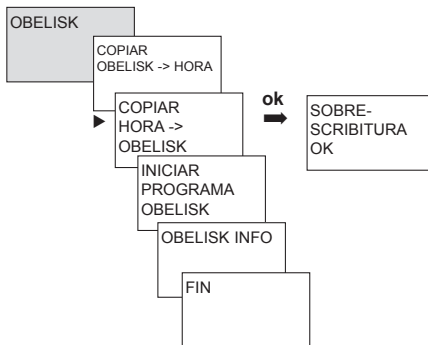 OBELISK
COPIAR
OBELISK -> HORA
COPIAR
HORA ->
OBELISK
ok
SOBRE-
SCRIBITURA
OK
INICIAR
PROGRAMA
OBELISK
OBELISK INFO
FIN